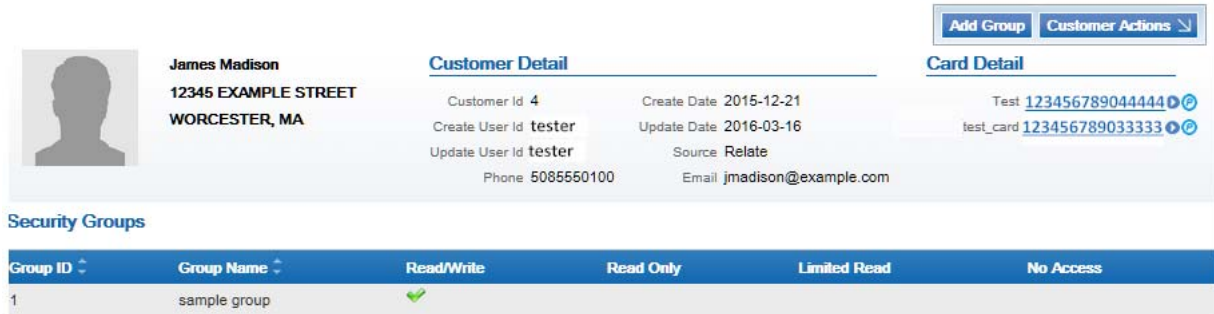 Add Group Customer Actions
James Madison
12345 EXAMPLE STREET
WORCESTER, MA
Customer Detail
Customer Id 4 Create Date 2015-12-21
Create User Id tester Update Date 2016-03-16
Update User Id tester Source Relate
Phone 5085550100 Email jmadison@example.com
Card Detail
Test 123456789044444 P
test_card 123456789033333 P
Security Groups
Group ID Group Name Read/Write Read Only Limited Read No Access
1 sample group